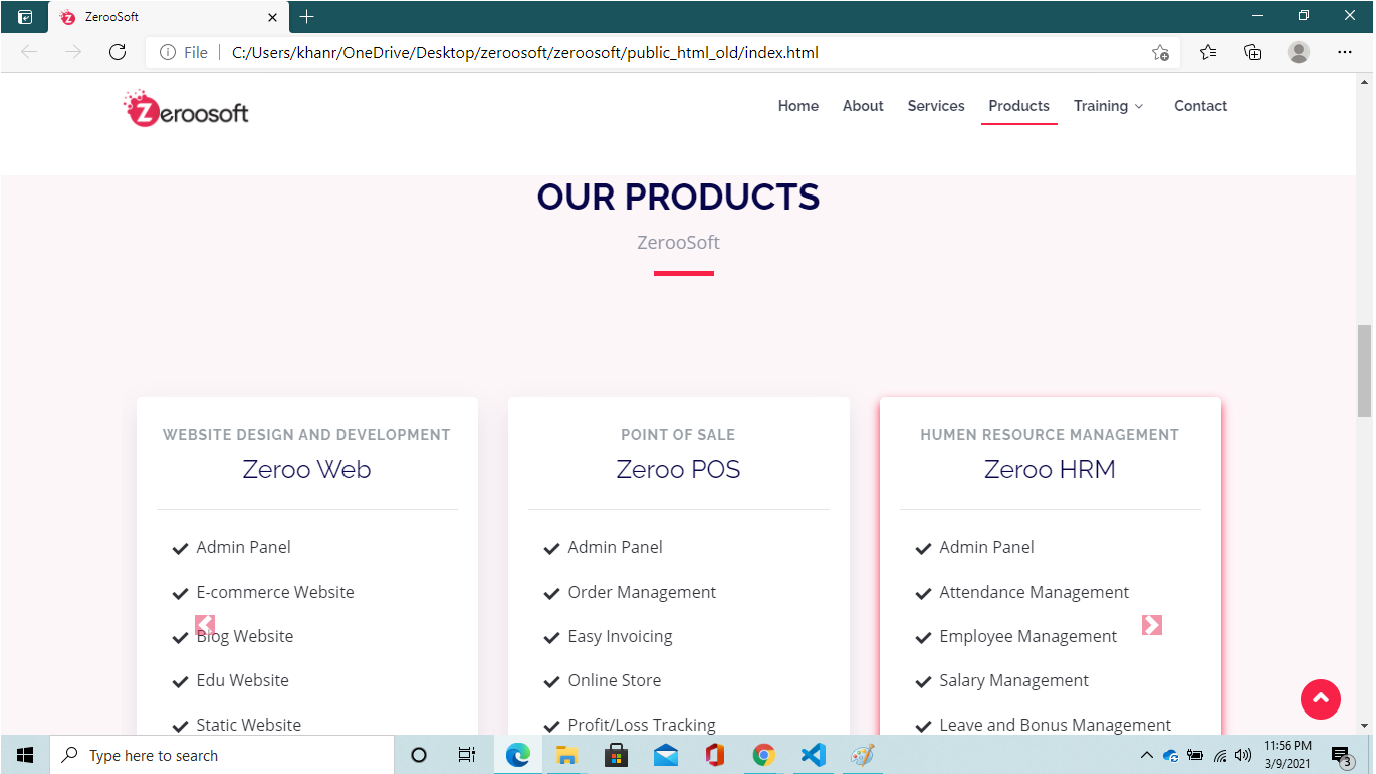 ZerooSoft
File C:/Users/khanr/OneDrive/Desktop/zeroosoft/zeroosoft/public_html_old/index.html
Zeroosoft
Home About Services Products Training Contact
OUR PRODUCTS
ZerooSoft
WEBSITE DESIGN AND DEVELOPMENT
Zeroo Web
Admin Panel
E-commerce Website
Blog Website
Edu Website
Static Website
POINT OF SALE
Zeroo POS
Admin Panel
Order Management
Easy Invoicing
Online Store
Profit/Loss Tracking
HUMEN RESOURCE MANAGEMENT
Zeroo HRM
Admin Panel
Attendance Management
Employee Management
Salary Management
Leave and Bonus Management
Type here to search
11:56 PM
3/9/2021
3